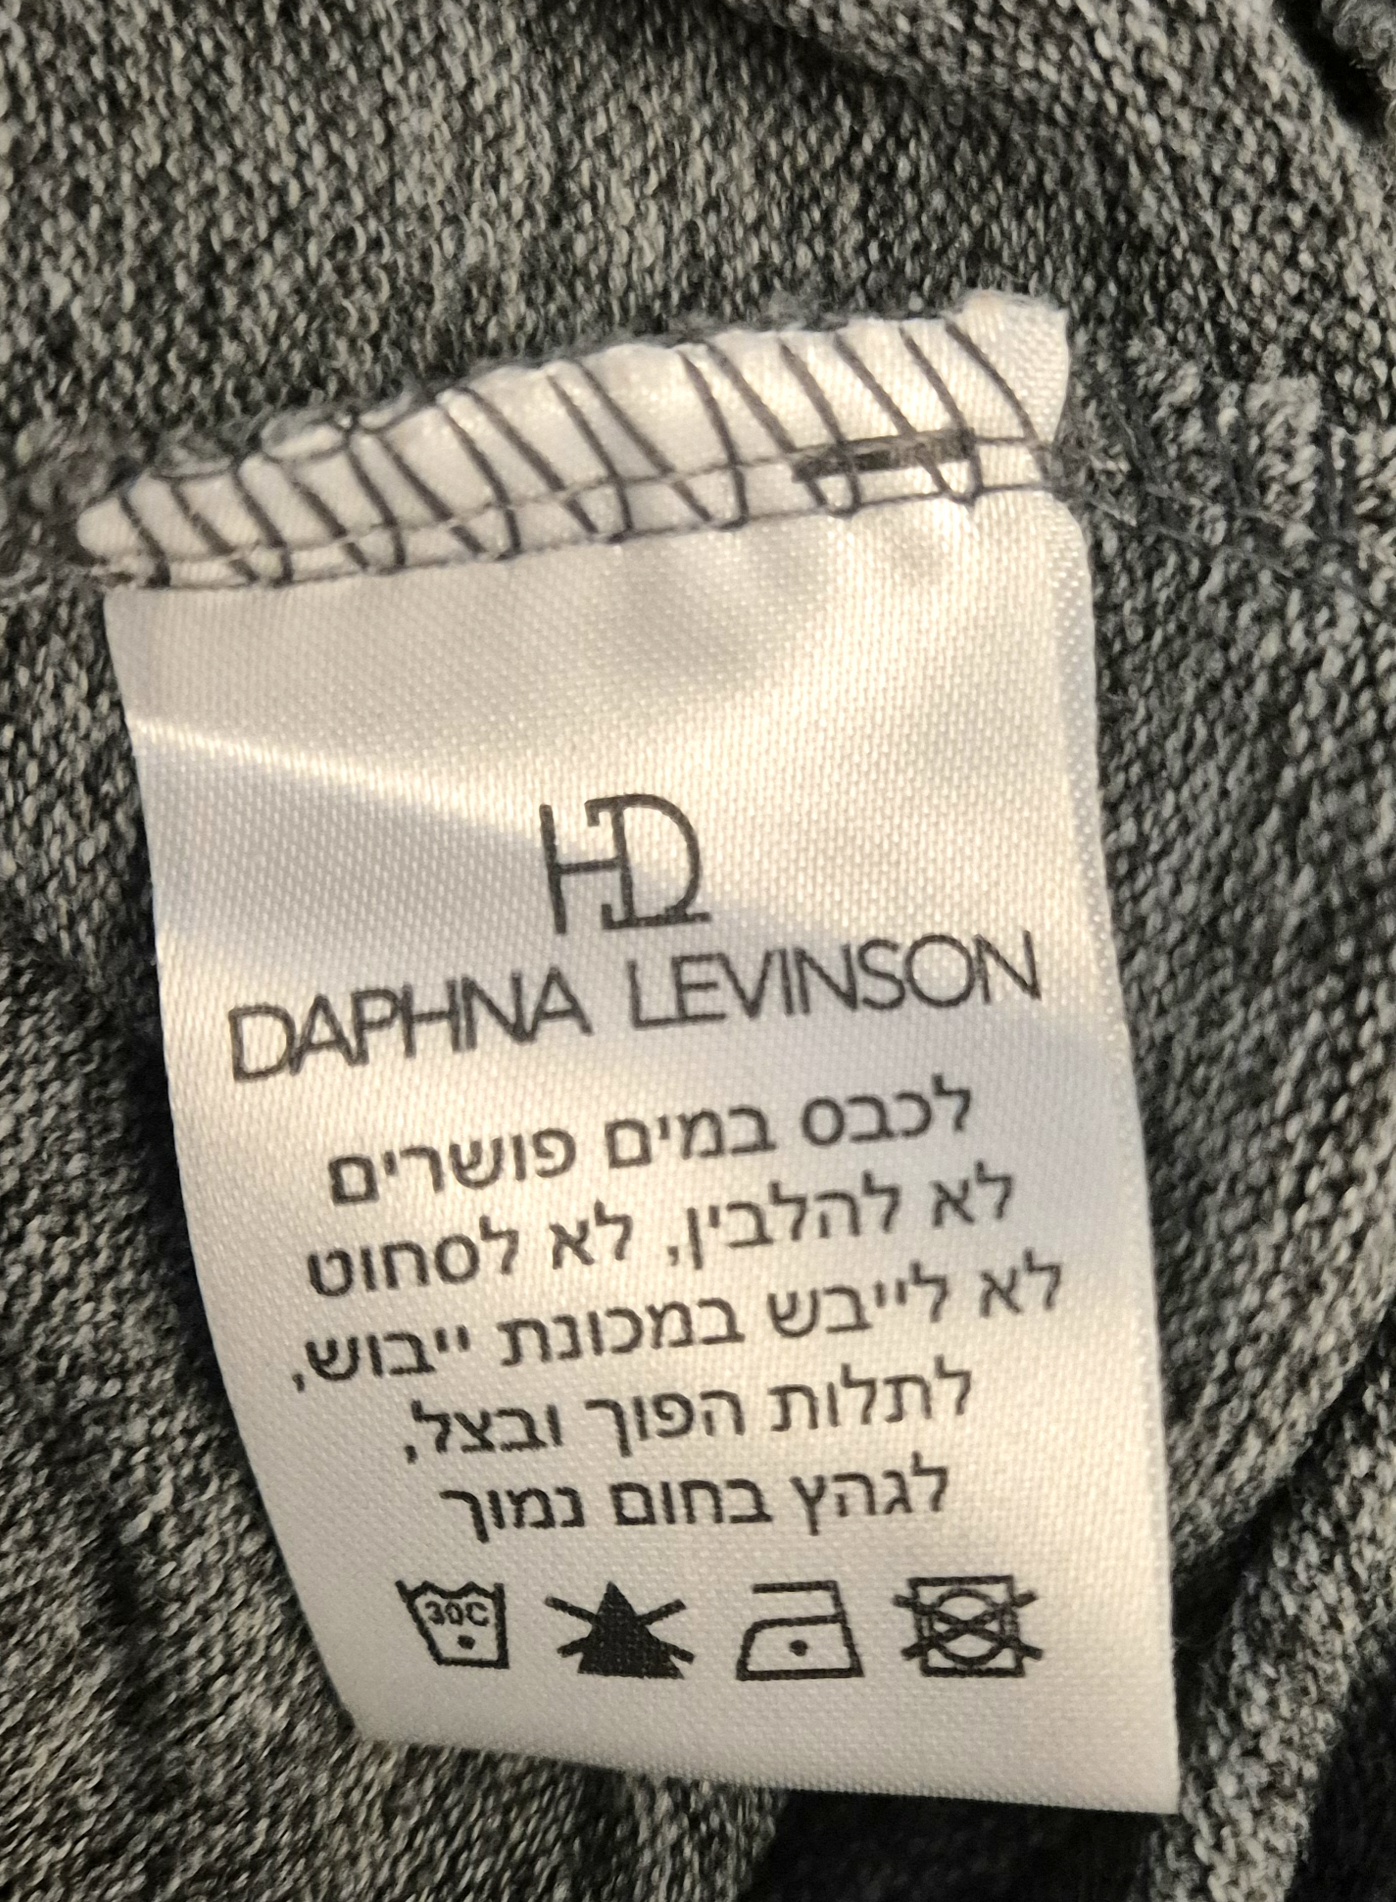 HD
DAPHNA LEVINSON
לכבס במים פושרים
לא להלבין, לא לסחוט
לא לייבש במכונת ייבוש,
לתלות הפוך ובצל,
לגהץ בחום נמוך
30C